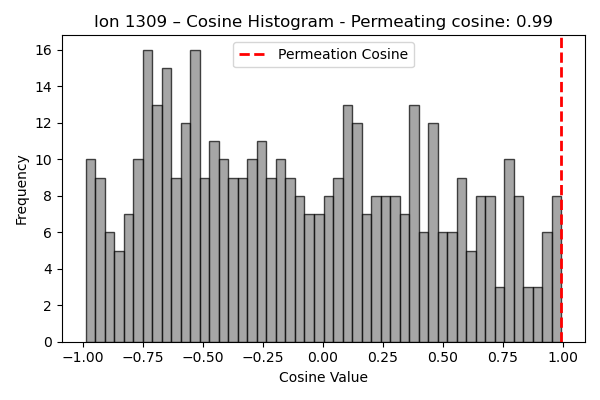 Ion 1309 – Cosine Histogram - Permeating cosine: 0.99
Permeation Cosine
16
14
12
10
8
6
4
2
0
Frequency
−1.00 −0.75 −0.50 −0.25 0.00 0.25 0.50 0.75 1.00
Cosine Value